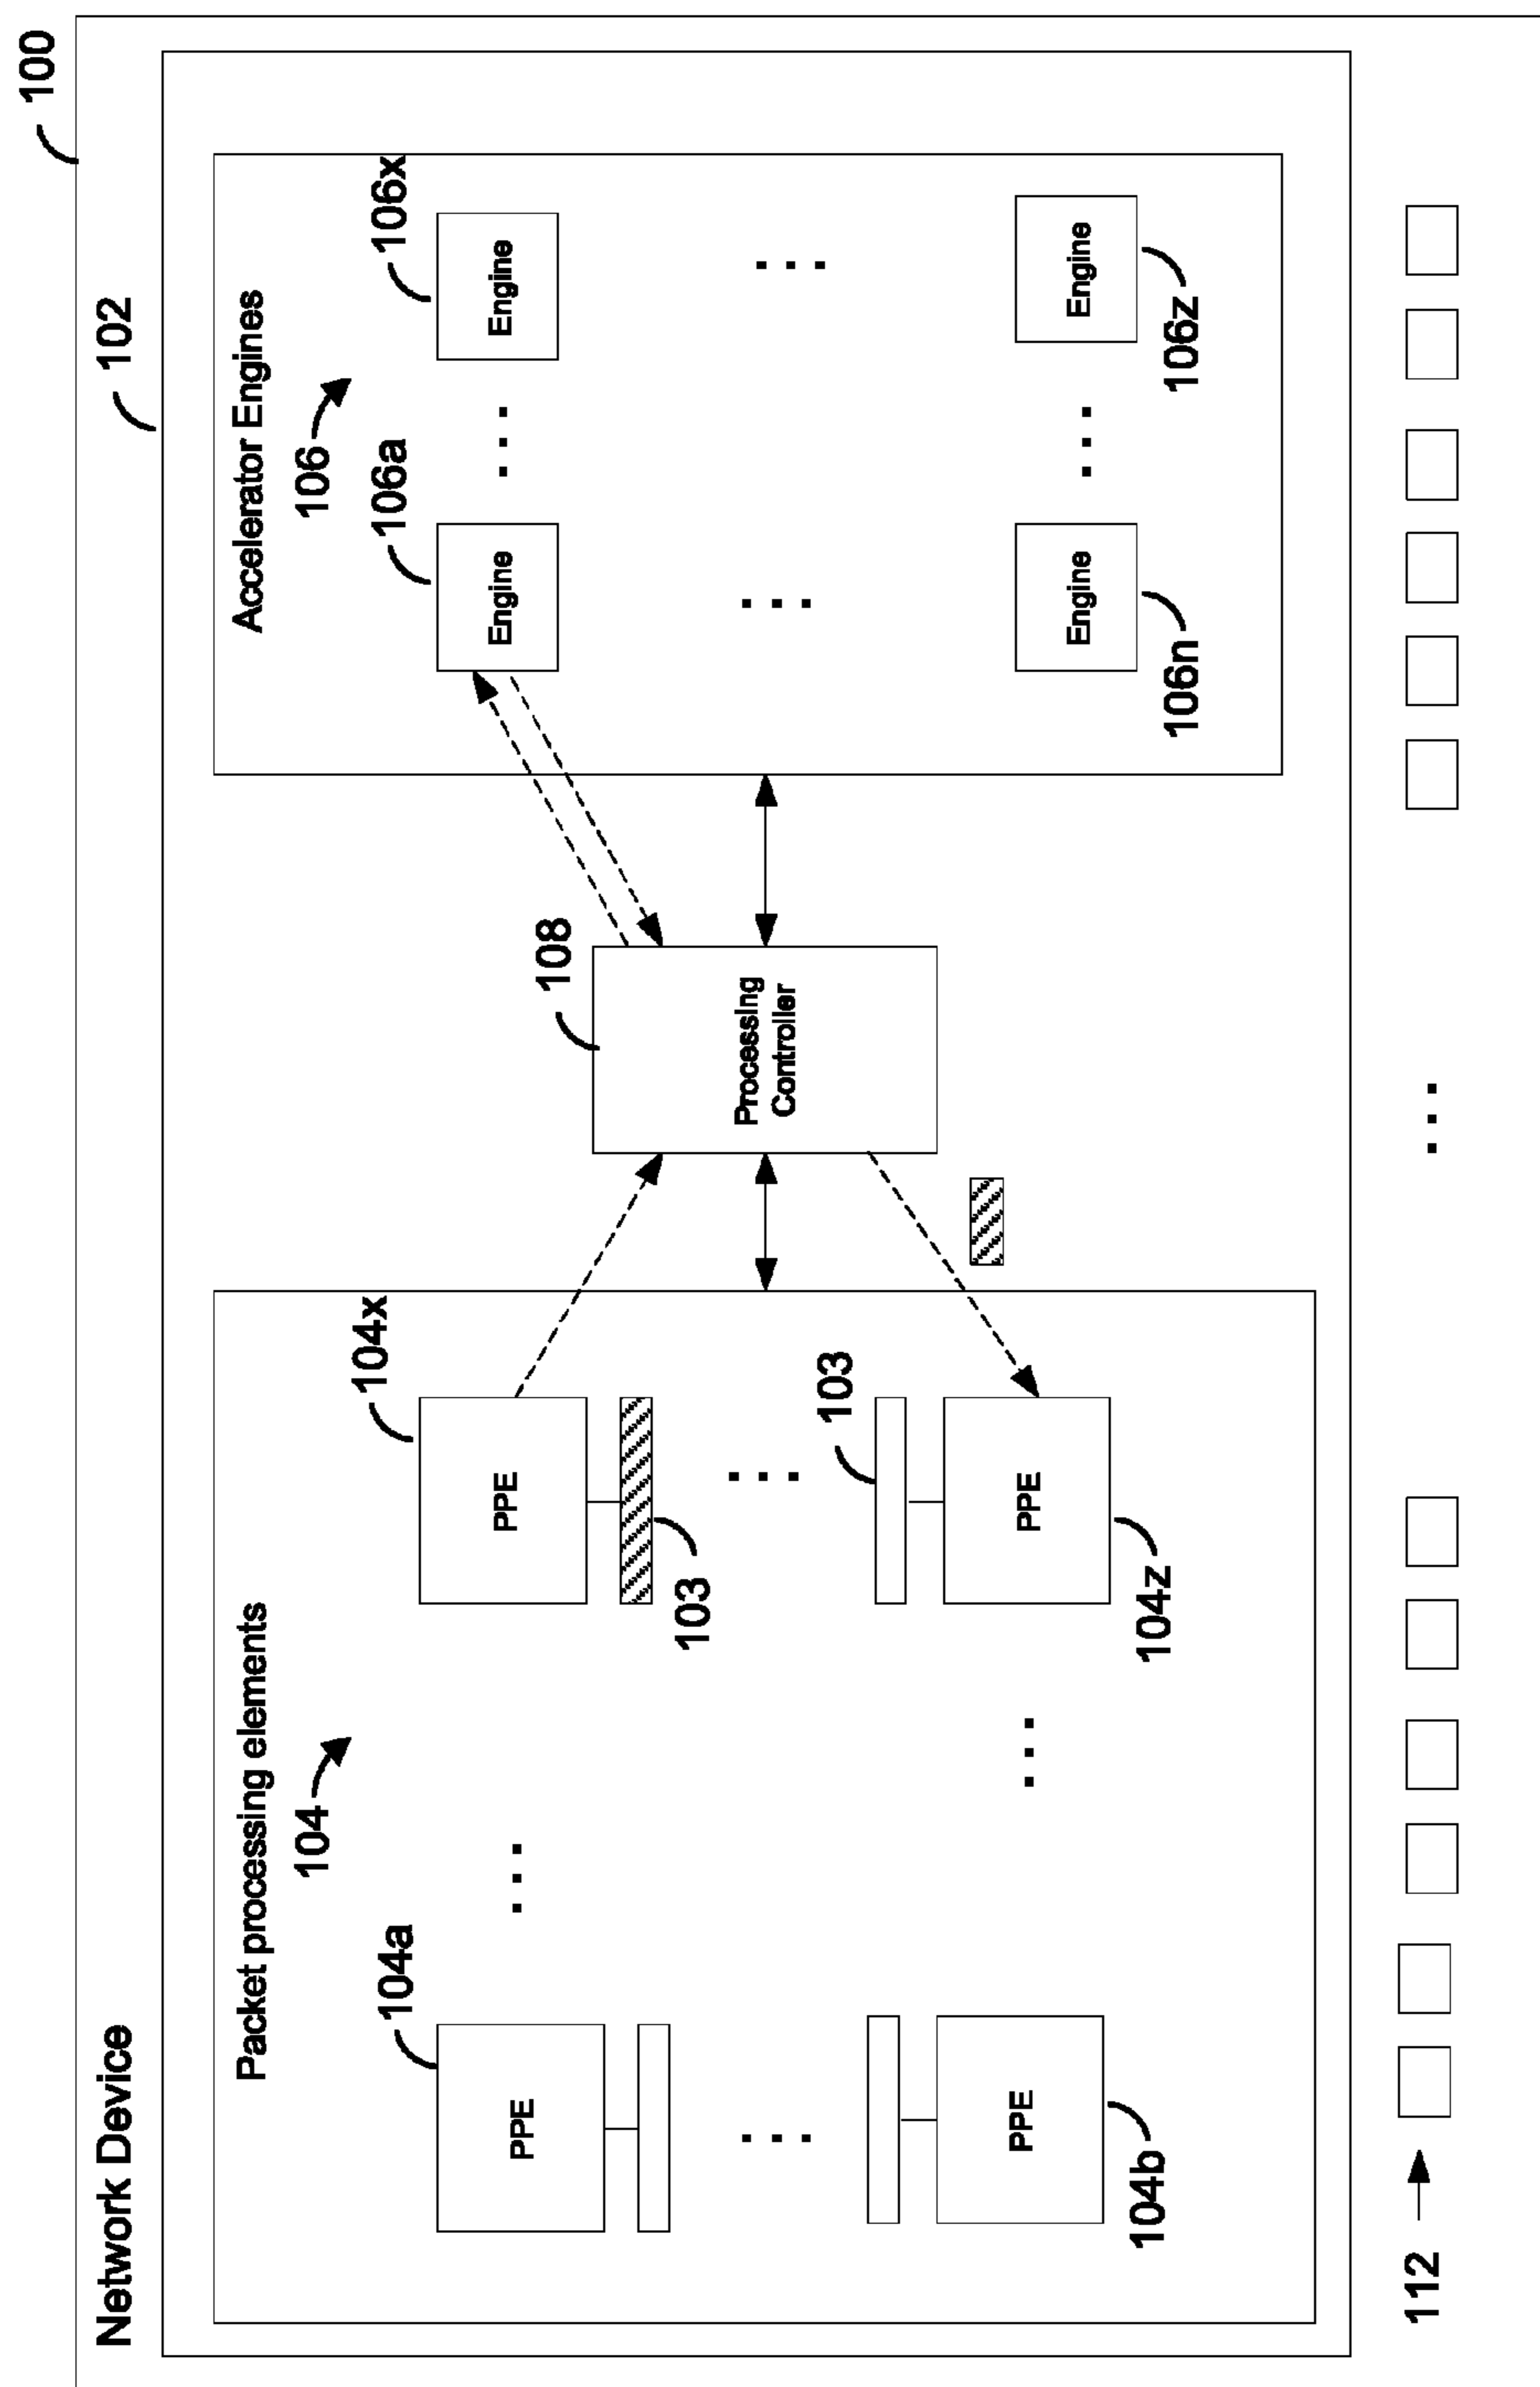 100
Network Device
102
Packet processing elements
Accelerator Engines
104
106
104a
104x
106a
106x
PPE
PPE
Engine
Engine
108
103
Processing
Controller
103
PPE
PPE
Engine
Engine
104b
104z
106n
106z
112